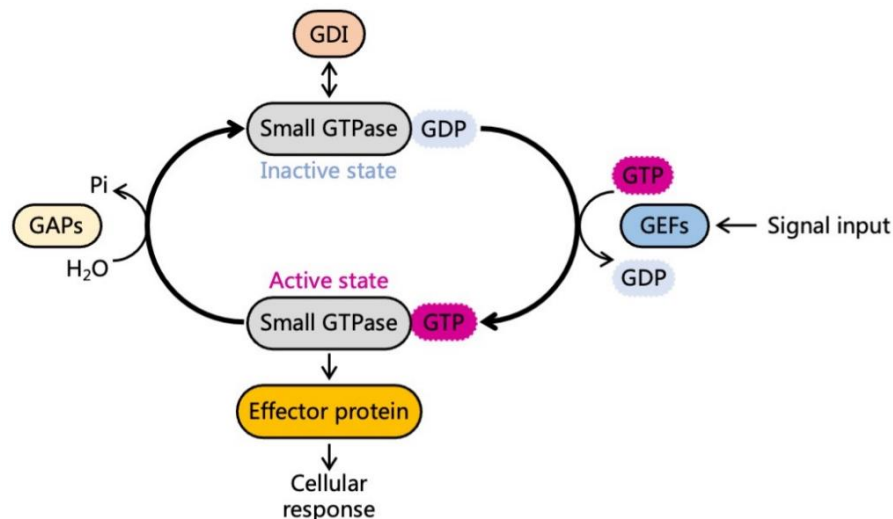 GDI
Small GTPase GDP
Inactive state
Pi
GAPs
H₂O
GTP
GEFs
Signal input
GDP
Active state
Small GTPase GTP
Effector protein
Cellular
response